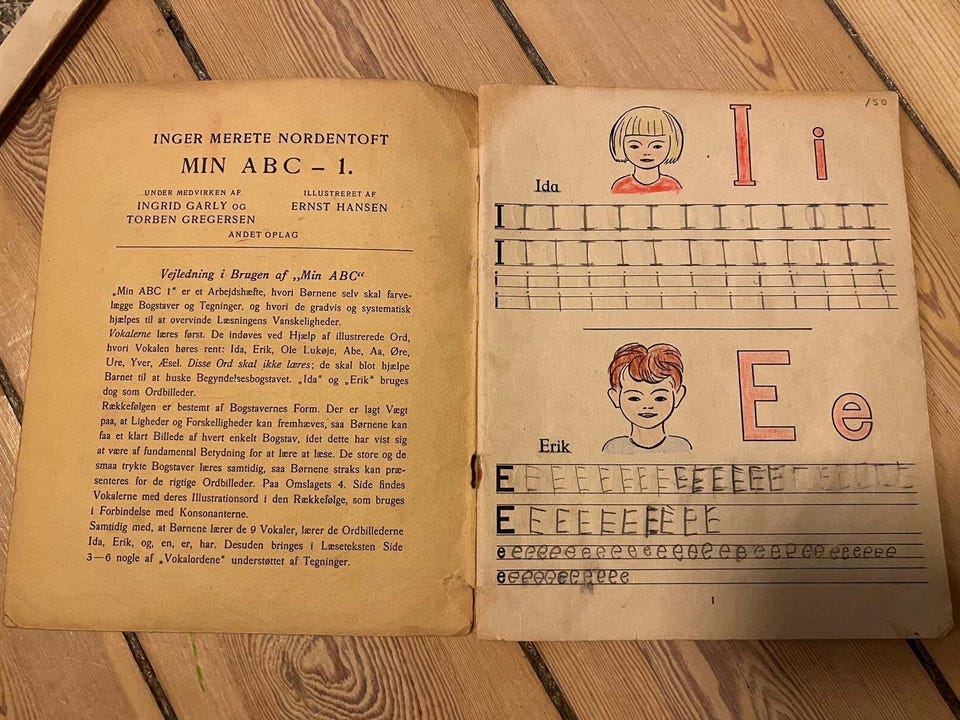 INGER MERETE NORDENTOFT
MIN ABC – 1.
UNDER MEDVIRKEN AF
INGRID GARLY OG
TORBEN GREGERSEN
ILLUSTRERET AF
ERNST HANSEN
ANDET OPLAG
Vejledning i Brugen af „Min ABC“
„Min ABC 1“ er et Arbejdshæfte, hvori Børnene selv skal farve-
lægge Bogstaver og Tegninger, og hvori de gradvis og systematisk
hjælpes til at overvinde Læsningens Vanskeligheder.
Vokalerne læres først. De indøves ved Hjælp af illustrerede Ord,
hvori Vokalen høres rent: Ida, Erik, Ole Lukøje, Abe, Aa, Øre,
Ure, Yver, Æsel. Disse Ord skal ikke læres; de skal blot hjælpe
Barnet til at huske Begyndelsesbogstavet. „Ida“ og „Erik“ bruges
dog som Ordbilleder.
Rækkefølgen er bestemt af Bogstavernes Form. Der er lagt Vægt
paa, at Ligheder og Forskelligheder kan fremhæves, saa Børnene kan
faa et klart Billede af hvert enkelt Bogstav, idet dette har vist sig
at være af fundamental Betydning for at lære at læse. De store og de
smaa trykte Bogstaver læres samtidig, saa Børnene straks kan præ-
senteres for de rigtige Ordbilleder. Paa Omslagets 4. Side findes
Vokalerne med deres Illustrationsord i den Rækkefølge, som bruges
i Forbindelse med Konsonanterne.
Samtidig med, at Børnene lærer de 9 Vokaler, lærer de Ordbillederne
Ida, Erik, og, en, er, har. Desuden bringes i Læseteksten Side
3—6 nogle af „Vokalordene“ understøttet af Tegninger.
/50
I i
Ida
I I I I I I I I I I I I I I I
I I I I I I I I I I I I I I I
i i i i i i i i i i i i i i i
i i i i i i i i i i i i i i i
E e
Erik
E E E E E E E E E E E E E E E E E E E
E E E E E E E E E E
e e e e e e e e e e e e e e e e e e e e e e e e e e
e e e e e e e e e e e
1